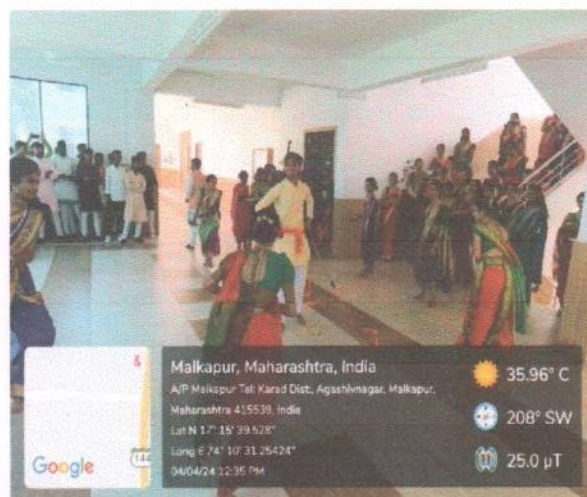 Malkapur, Maharashtra, India
A/P Malkapur Tal: Karad Dist:, Agashivnagar, Malkapur,
Maharashtra 415539, India
Lat N 17° 15' 39.528"
Long E 74° 10' 31.25424"
04/04/24 12:35 PM
35.96° C
208° SW
25.0 µT
Google